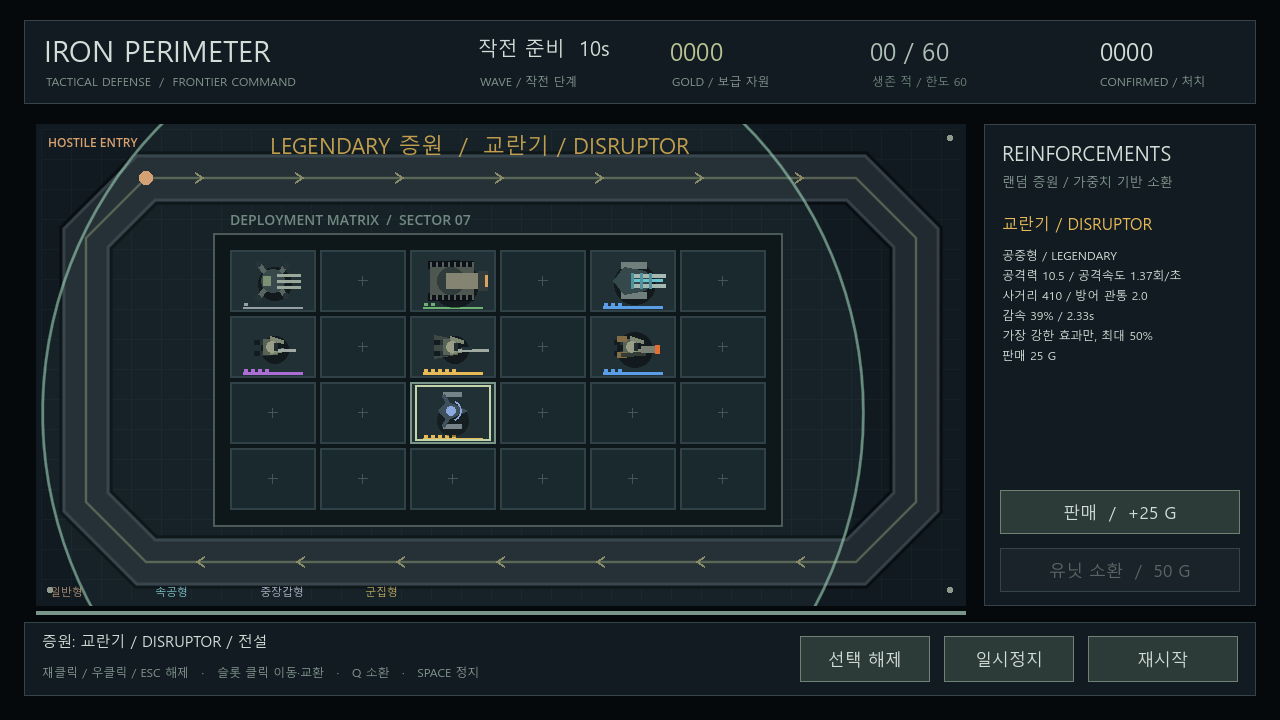 IRON PERIMETER
TACTICAL DEFENSE / FRONTIER COMMAND
작전 준비 10s
WAVE / 작전 단계
0000
GOLD / 보급 자원
00 / 60
생존 적 / 한도 60
0000
CONFIRMED / 처치
HOSTILE ENTRY
LEGENDARY 증원 / 교란기 / DISRUPTOR
DEPLOYMENT MATRIX / SECTOR 07
일반형 속공형 중장갑형 군집형
REINFORCEMENTS
랜덤 증원 / 가중치 기반 소환
교란기 / DISRUPTOR
공중형 / LEGENDARY
공격력 10.5 / 공격속도 1.37회/초
사거리 410 / 방어 관통 2.0
감속 39% / 2.33s
가장 강한 효과만, 최대 50%
판매 25 G
판매 / +25 G
유닛 소환 / 50 G
증원: 교란기 / DISRUPTOR / 전설
재클릭 / 우클릭 / ESC 해제 · 슬롯 클릭 이동·교환 · Q 소환 · SPACE 정지
선택 해제
일시정지
재시작